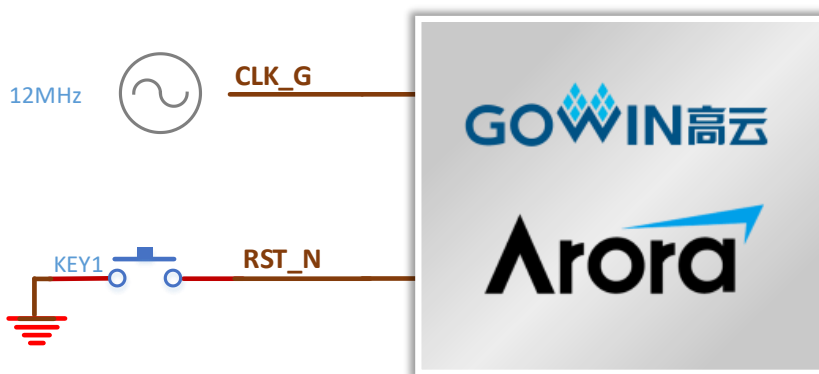 CLK_G
12MHz
GOWIN高云
Arora
KEY1
RST_N